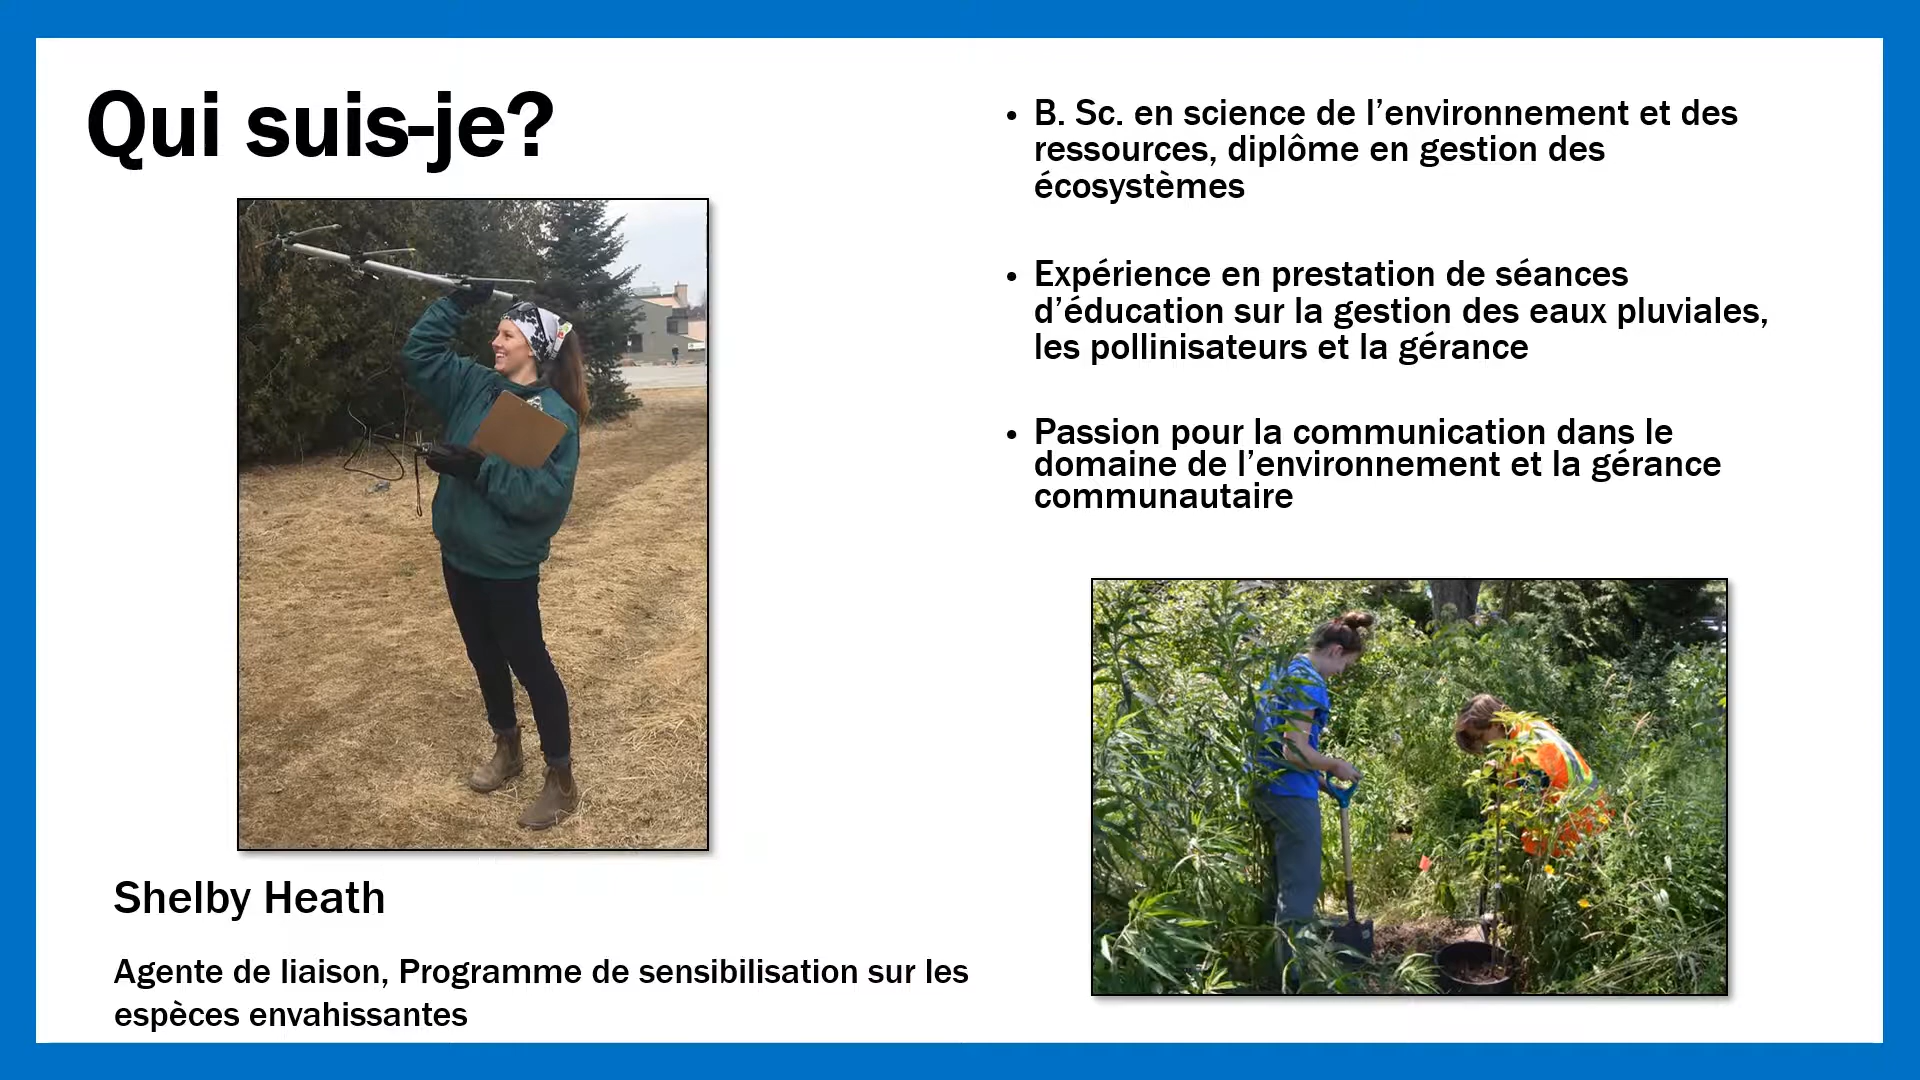 Qui suis-je?
Shelby Heath
Agente de liaison, Programme de sensibilisation sur les
espèces envahissantes
• B. Sc. en science de l’environnement et des
ressources, diplôme en gestion des
écosystèmes
• Expérience en prestation de séances
d’éducation sur la gestion des eaux pluviales,
les pollinisateurs et la gérance
• Passion pour la communication dans le
domaine de l’environnement et la gérance
communautaire